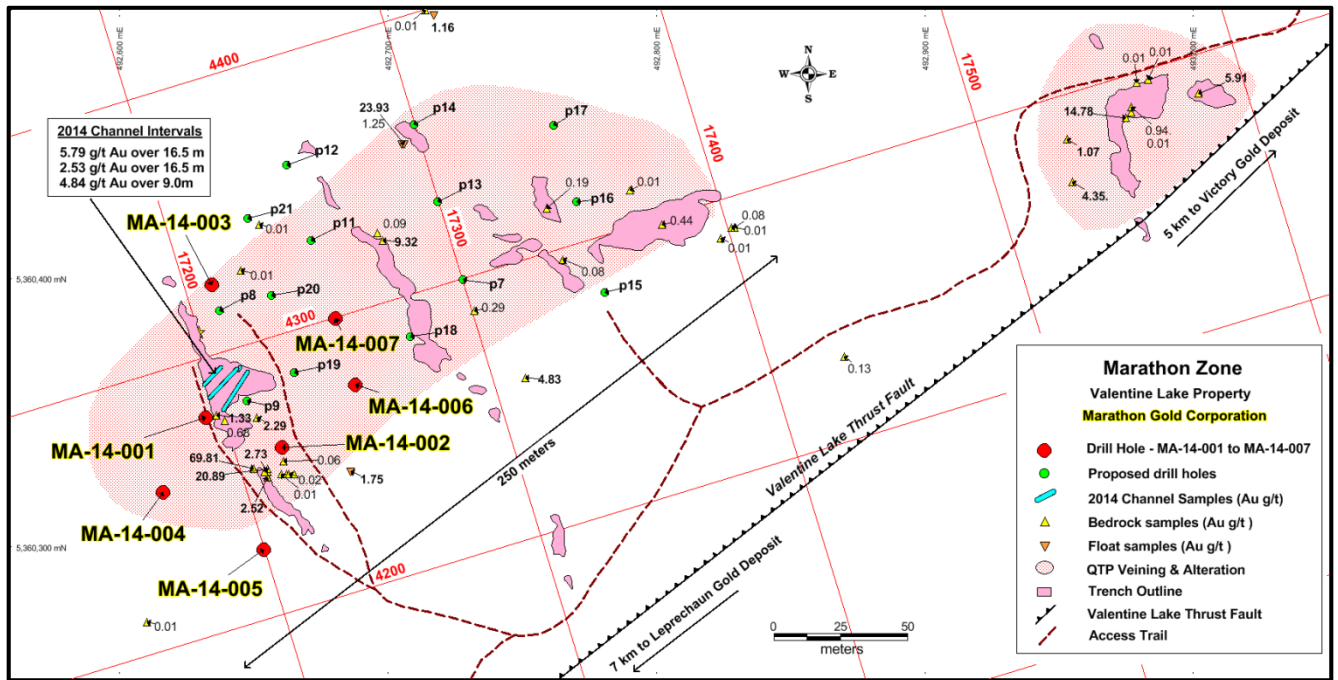 492,600 mE
492,700 mE
492,800 mE
492,900 mE
0.01
1.16
4400
17500
N
W E
S
0.01
0.01
5.91
14.78
0.94
0.01
1.07
4.35
23.93
1.25
p14
p17
17400
2014 Channel Intervals
5.79 g/t Au over 16.5 m
2.53 g/t Au over 16.5 m
4.84 g/t Au over 9.0m
p12
p13
17300
0.19
p16
0.01
MA-14-003
p21
0.01
p11
0.09
9.32
0.44
0.08
0.01
0.01
5 km to Victory Gold Deposit
17200
5,360,400 mN
0.01
p20
p8
p7
0.08
p15
0.29
4300
MA-14-007
p18
p19
4.83
0.13
MA-14-006
p9
1.33
0.68
2.29
MA-14-001
MA-14-002
250 meters
Valentine Lake Thrust Fault
69.81
2.73
20.89
0.06
0.02
0.01
1.75
2.52
MA-14-004
5,360,300 mN
MA-14-005
4200
0.01
7 km to Leprechaun Gold Deposit
0 25 50
meters
Marathon Zone
Valentine Lake Property
Marathon Gold Corporation
Drill Hole - MA-14-001 to MA-14-007
Proposed drill holes
2014 Channel Samples (Au g/t)
Bedrock samples (Au g/t )
Float samples (Au g/t )
QTP Veining & Alteration
Trench Outline
Valentine Lake Thrust Fault
Access Trail